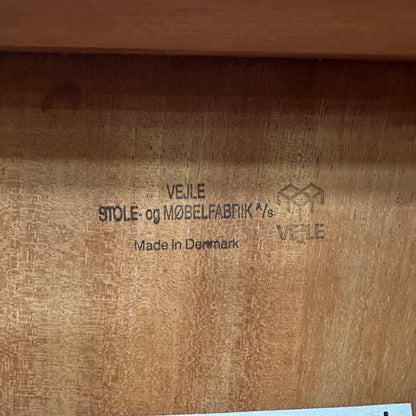 VEJLE
STOLE- og MØBELFABRIK A/S
VEJLE
Made in Denmark